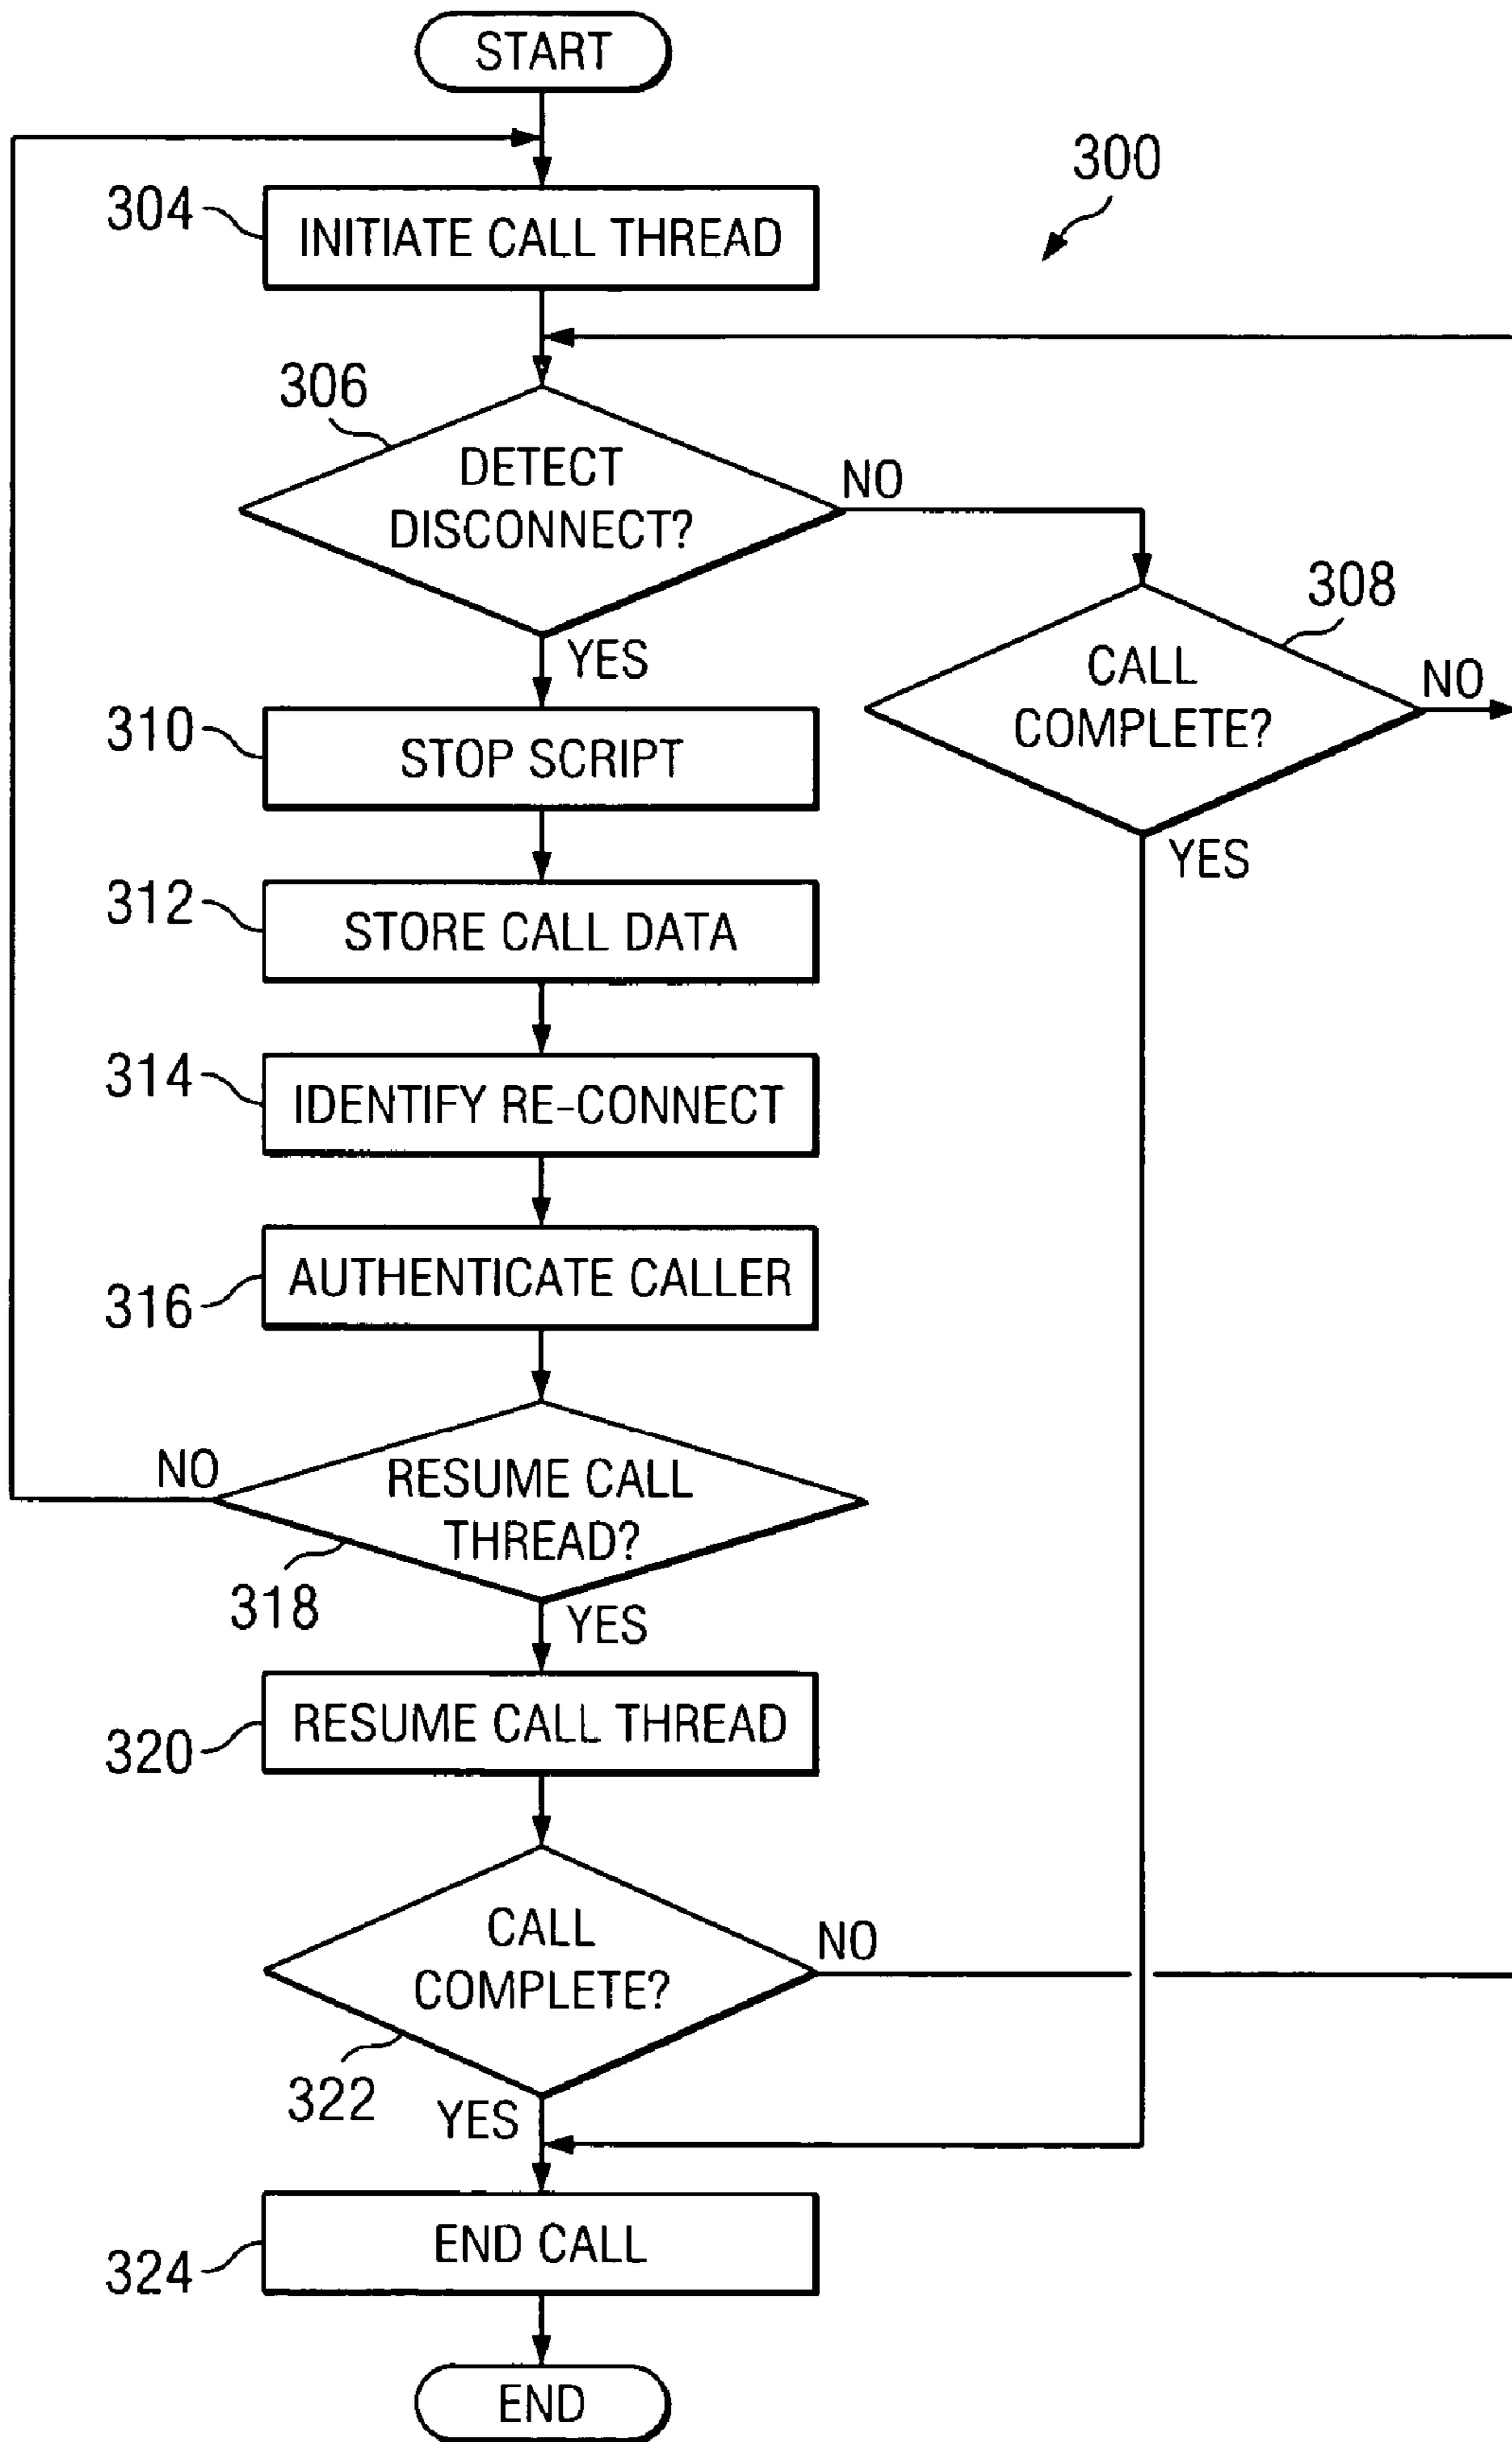 START
300
304
INITIATE CALL THREAD
306
DETECT
DISCONNECT?
NO
308
CALL
COMPLETE?
NO
YES
YES
310
STOP SCRIPT
312
STORE CALL DATA
314
IDENTIFY RE-CONNECT
316
AUTHENTICATE CALLER
NO
RESUME CALL
THREAD?
318
YES
320
RESUME CALL THREAD
CALL
COMPLETE?
NO
322
YES
324
END CALL
END